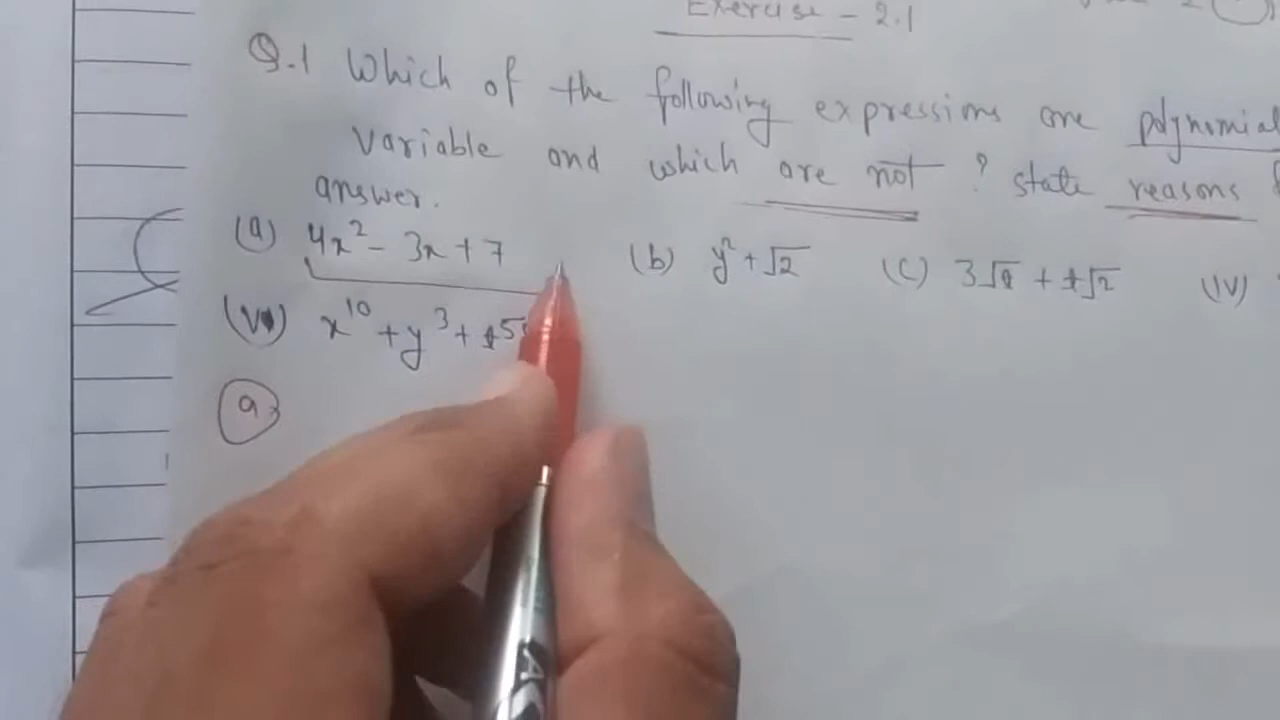 Exercise - 2.1
Q.1 Which of the following expressions are polynomial
variable and which are not ? state reasons
answer.
(a) 4x² - 3x + 7 (b) y² + √2 (c) 3√t + t√2 (IV)
(V) x¹⁰ + y³ + t⁵⁰
a